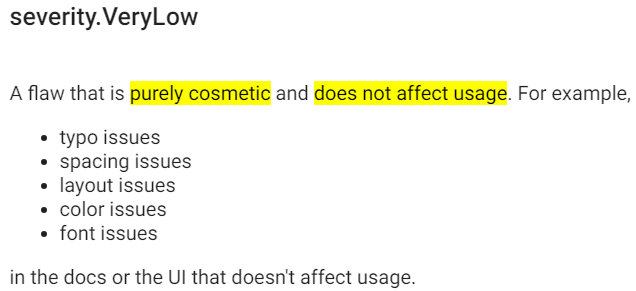 severity.VeryLow
A flaw that is purely cosmetic and does not affect usage. For example,
• typo issues
• spacing issues
• layout issues
• color issues
• font issues
in the docs or the UI that doesn't affect usage.